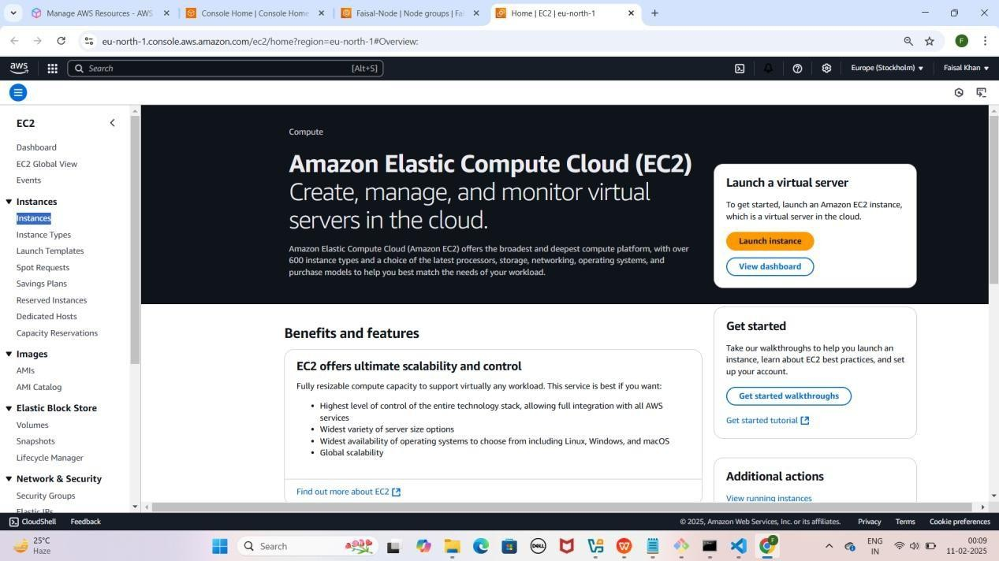 Manage AWS Resources - AWS
Console Home | Console Home
Faisal-Node | Node groups | Fai
Home | EC2 | eu-north-1
eu-north-1.console.aws.amazon.com/ec2/home?region=eu-north-1#Overview:
F
aws
Search
[Alt+S]
Europe (Stockholm)
Faisal Khan
EC2
Dashboard
EC2 Global View
Events
Instances
Instances
Instance Types
Launch Templates
Spot Requests
Savings Plans
Reserved Instances
Dedicated Hosts
Capacity Reservations
Images
AMIs
AMI Catalog
Elastic Block Store
Volumes
Snapshots
Lifecycle Manager
Network & Security
Security Groups
Elastic IPs
Compute
Amazon Elastic Compute Cloud (EC2)
Create, manage, and monitor virtual
servers in the cloud.
Amazon Elastic Compute Cloud (Amazon EC2) offers the broadest and deepest compute platform, with over
600 instance types and a choice of the latest processors, storage, networking, operating systems, and
purchase models to help you best match the needs of your workload.
Launch a virtual server
To get started, launch an Amazon EC2 instance,
which is a virtual server in the cloud.
Launch instance
View dashboard
Benefits and features
EC2 offers ultimate scalability and control
Fully resizable compute capacity to support virtually any workload. This service is best if you want:
• Highest level of control of the entire technology stack, allowing full integration with all AWS
services
• Widest variety of server size options
• Widest availability of operating systems to choose from including Linux, Windows, and macOS
• Global scalability
Find out more about EC2
Get started
Take our walkthroughs to help you launch an
instance, learn about EC2 best practices, and set
up your account.
Get started walkthroughs
Get started tutorial
Additional actions
View running instances
CloudShell
Feedback
© 2025, Amazon Web Services, Inc. or its affiliates.
Privacy
Terms
Cookie preferences
25°C
Haze
Search
DELL
F
ENG
IN
00:09
11-02-2025